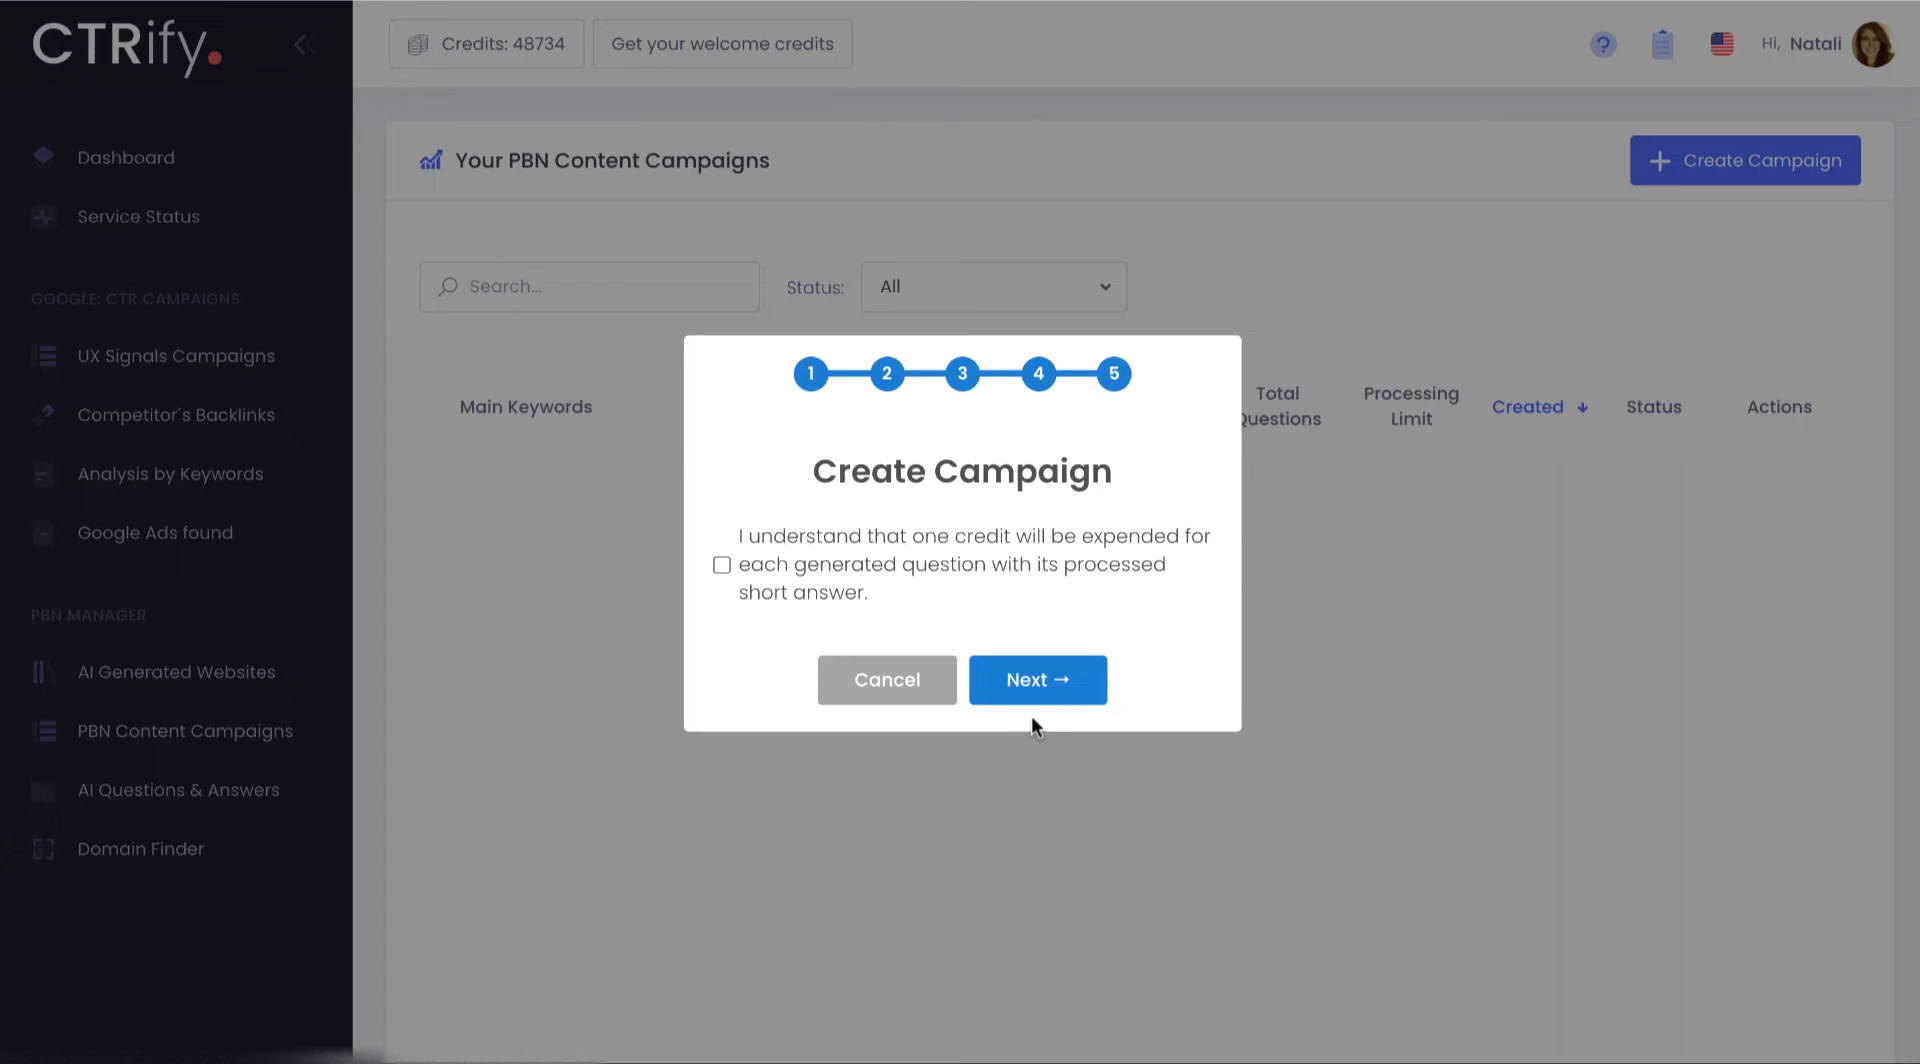 CTRify.
Credits: 48734
Get your welcome credits
?
Hi, Natali
Dashboard
Service Status
GOOGLE: CTR CAMPAIGNS
UX Signals Campaigns
Competitor´s Backlinks
Analysis by Keywords
Google Ads found
PBN MANAGER
AI Generated Websites
PBN Content Campaigns
AI Questions & Answers
Domain Finder
Your PBN Content Campaigns
+ Create Campaign
Search...
Status:
All
Main Keywords
Total
Questions
Processing
Limit
Created ↓
Status
Actions
1 2 3 4 5
Create Campaign
I understand that one credit will be expended for
each generated question with its processed
short answer.
Cancel
Next →